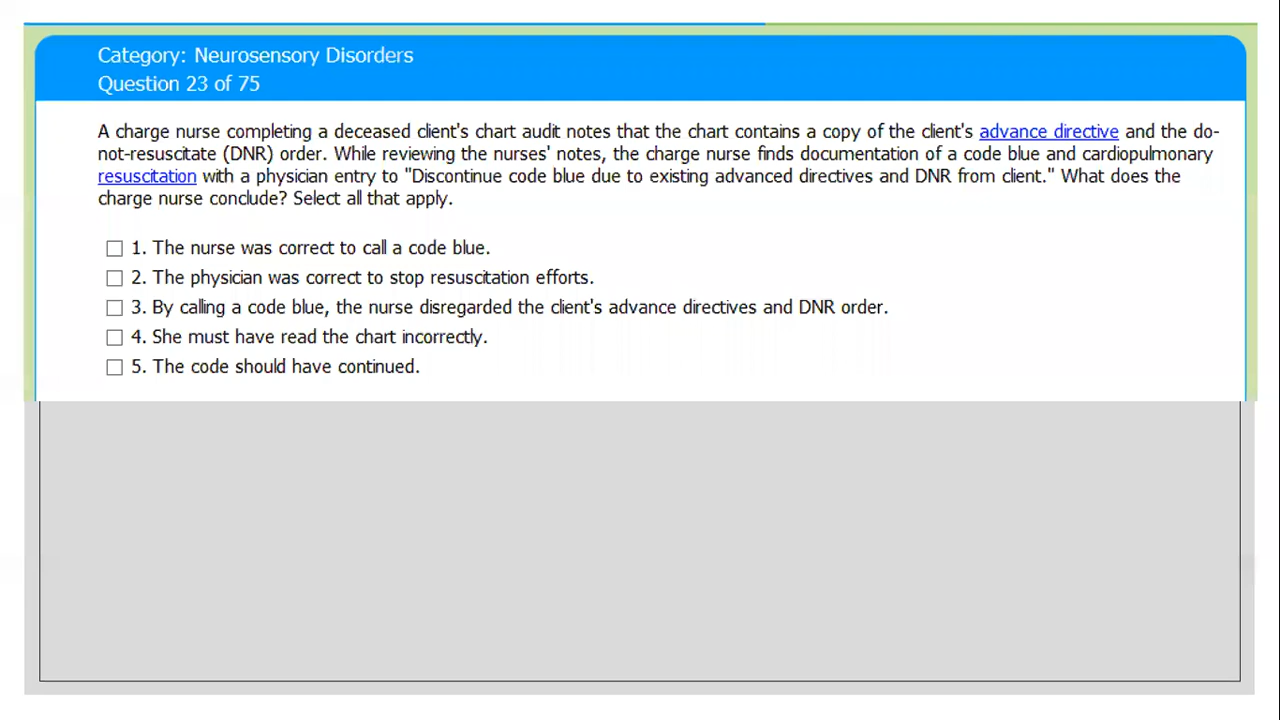 Category: Neurosensory Disorders
Question 23 of 75
A charge nurse completing a deceased client's chart audit notes that the chart contains a copy of the client's advance directive and the do-
not-resuscitate (DNR) order. While reviewing the nurses' notes, the charge nurse finds documentation of a code blue and cardiopulmonary
resuscitation with a physician entry to "Discontinue code blue due to existing advanced directives and DNR from client." What does the
charge nurse conclude? Select all that apply.
1. The nurse was correct to call a code blue.
2. The physician was correct to stop resuscitation efforts.
3. By calling a code blue, the nurse disregarded the client's advance directives and DNR order.
4. She must have read the chart incorrectly.
5. The code should have continued.